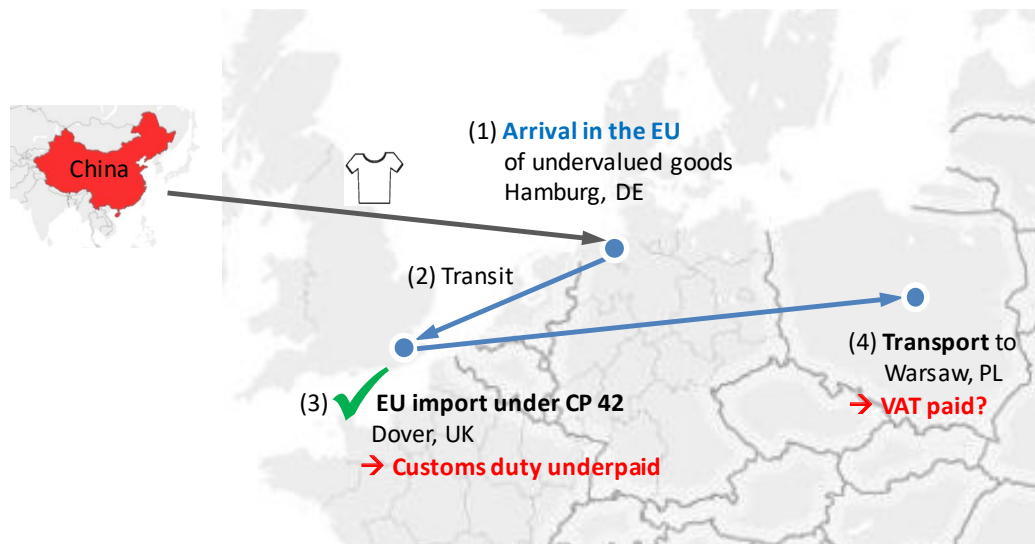 China
(1) Arrival in the EU
of undervalued goods
Hamburg, DE
(2) Transit
(3) EU import under CP 42
Dover, UK
→ Customs duty underpaid
(4) Transport to
Warsaw, PL
→ VAT paid?